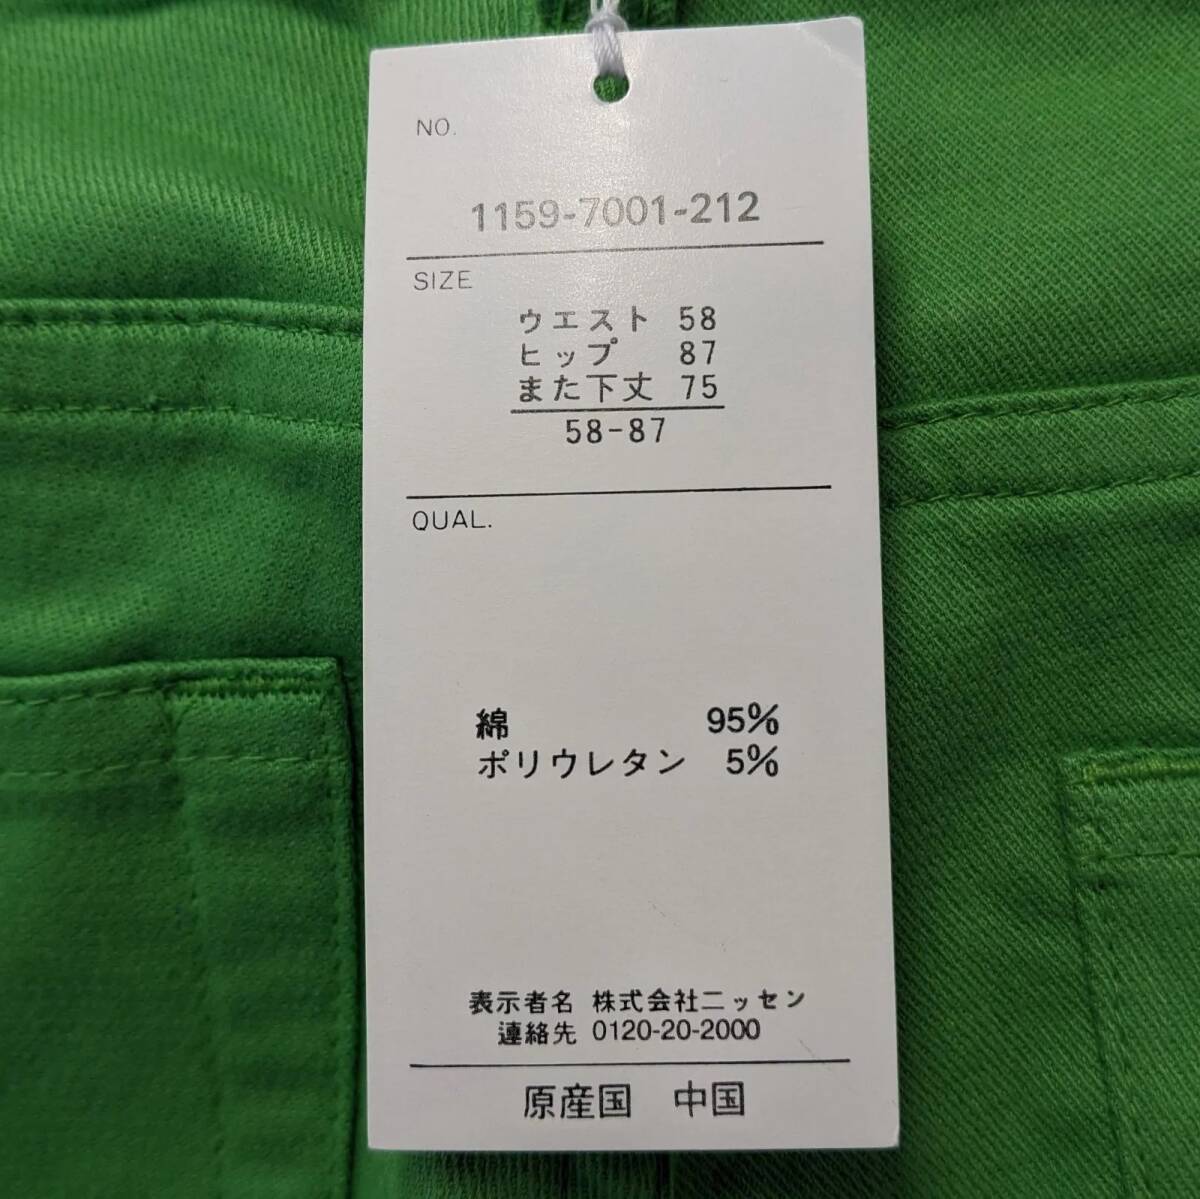 NO.
1159-7001-212
SIZE
ウエスト 58
ヒップ 87
また下丈 75
58-87
QUAL.
綿 95%
ポリウレタン 5%
表示者名 株式会社ニッセン
連絡先 0120-20-2000
原産国 中国